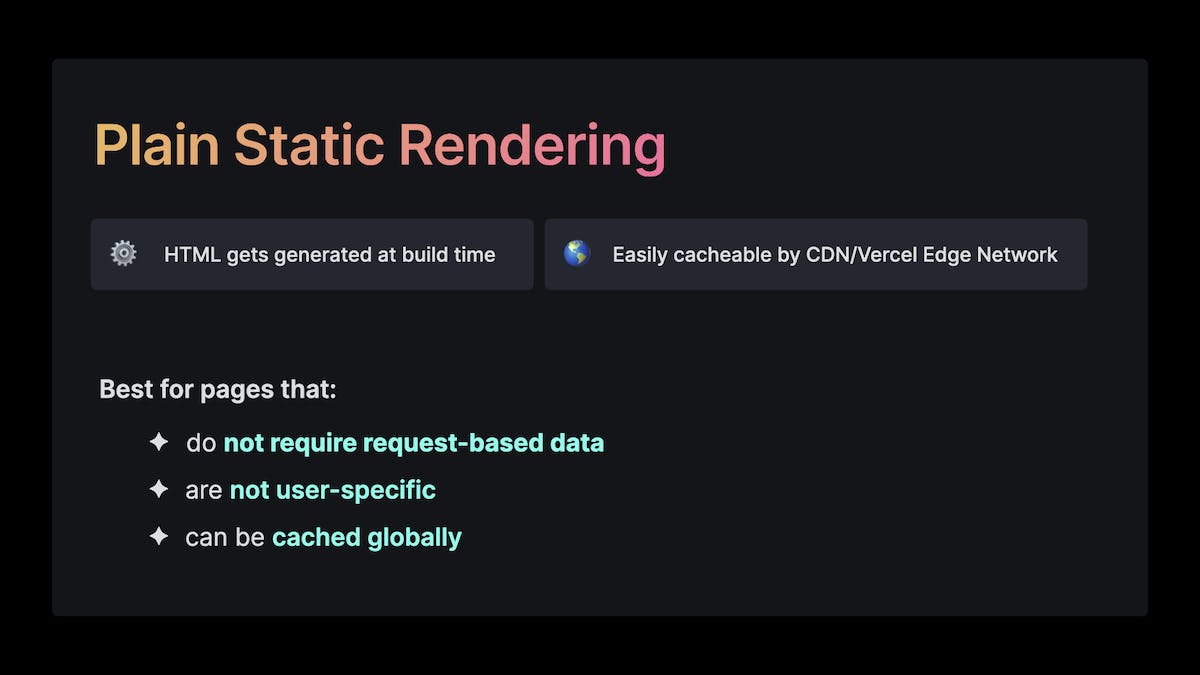 Plain Static Rendering
HTML gets generated at build time
Easily cacheable by CDN/Vercel Edge Network
Best for pages that:
do not require request-based data
are not user-specific
can be cached globally